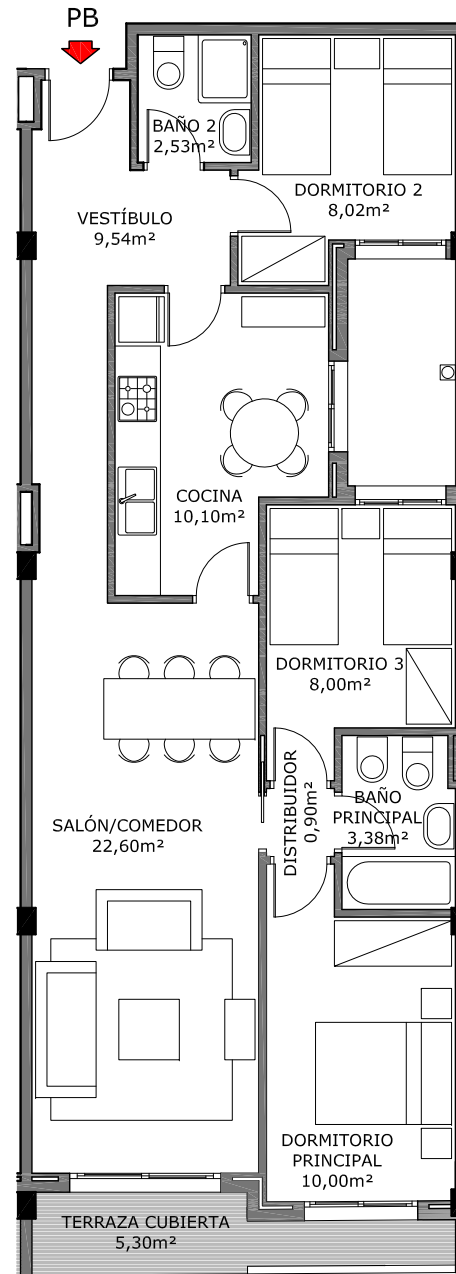 PB
BAÑO 2
2,53m²
DORMITORIO 2
8,02m²
VESTÍBULO
9,54m²
COCINA
10,10m²
DORMITORIO 3
8,00m²
DISTRIBUIDOR
0,90m²
BAÑO
PRINCIPAL
3,38m²
SALÓN/COMEDOR
22,60m²
DORMITORIO
PRINCIPAL
10,00m²
TERRAZA CUBIERTA
5,30m²